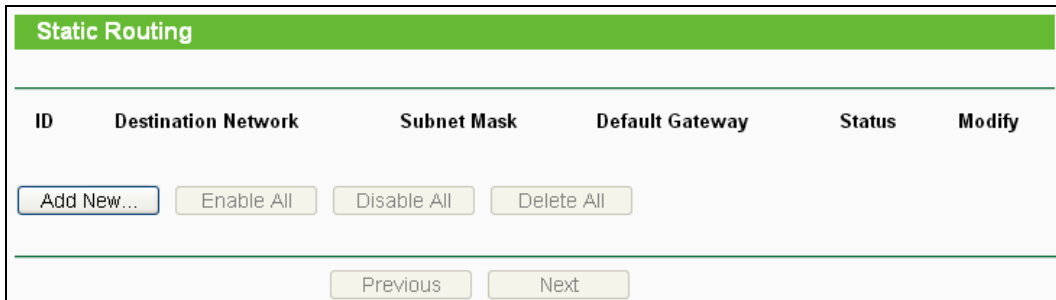 Static Routing
ID Destination Network Subnet Mask Default Gateway Status Modify
Add New... Enable All Disable All Delete All
Previous Next